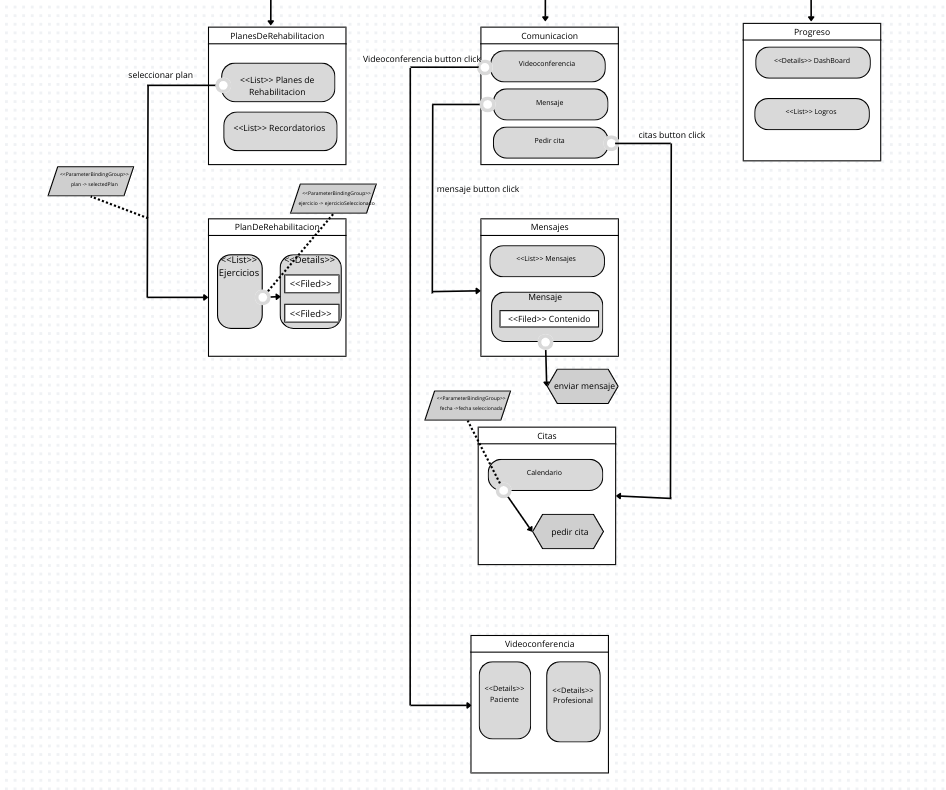 PlanesDeRehabilitacion
seleccionar plan
<<List>> Planes de
Rehabilitacion
<<List>> Recordatorios
<<ParameterBindingGroup>>
plan -> selectedPlan
<<ParameterBindingGroup>>
ejercicio -> ejercicioSeleccionado
PlanDeRehabilitacion
<<List>>
Ejercicios
<<Details>>
<<Filed>>
<<Filed>>
Comunicacion
Videoconferencia button click
Videoconferencia
Mensaje
Pedir cita
citas button click
mensaje button click
Mensajes
<<List>> Mensajes
Mensaje
<<Filed>> Contenido
enviar mensaje
<<ParameterBindingGroup>>
fecha ->fecha seleccionada
Citas
Calendario
pedir cita
Videoconferencia
<<Details>>
Paciente
<<Details>>
Profesional
Progreso
<<Details>> DashBoard
<<List>> Logros